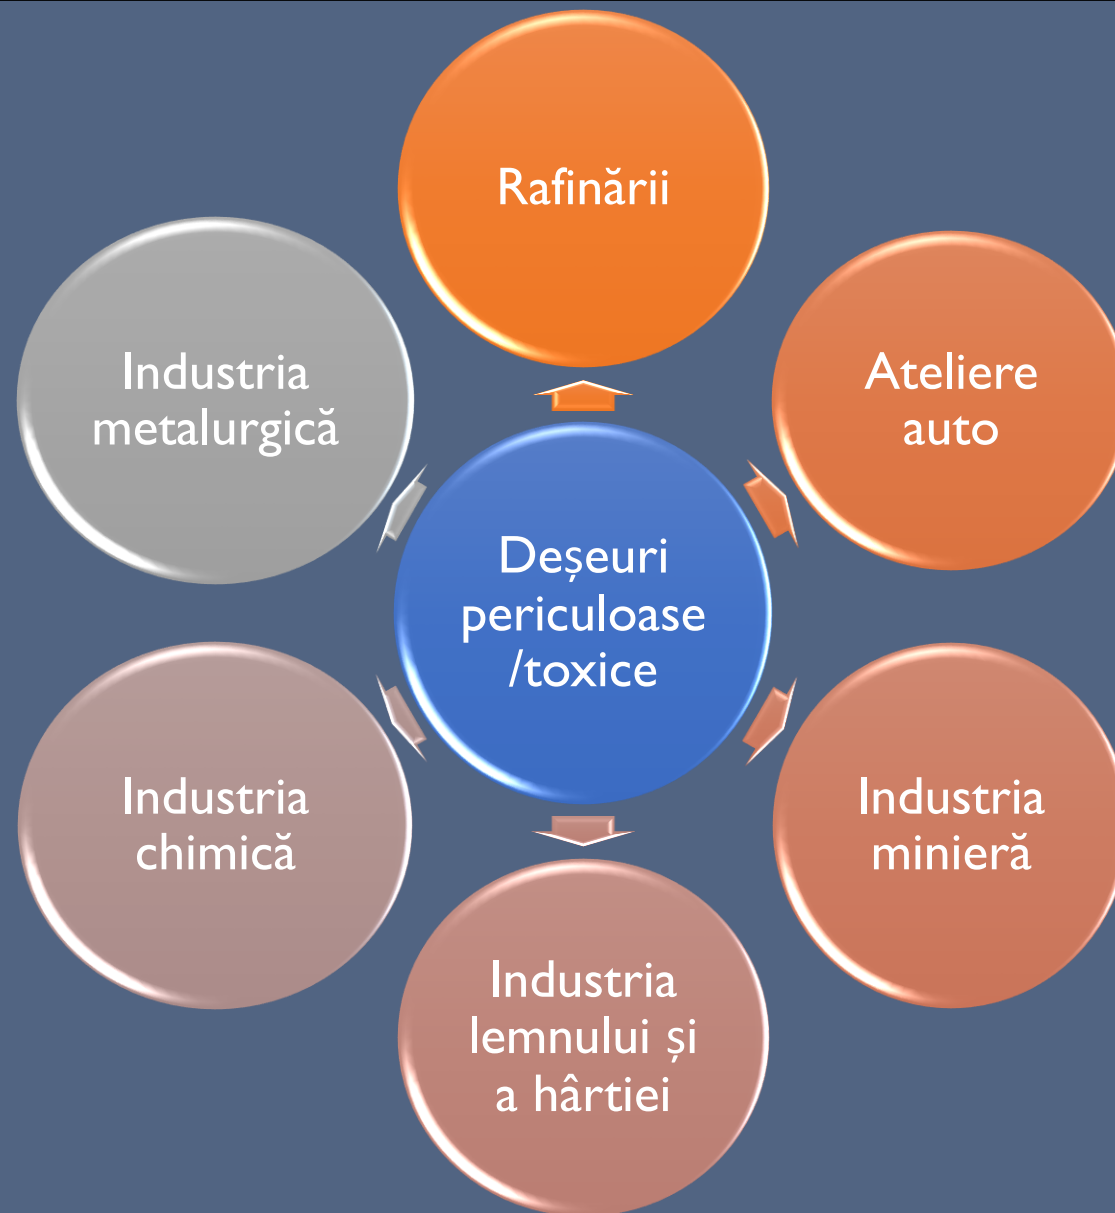 Rafinării
Ateliere
auto
Industria
minieră
Industria
lemnului și
a hârtiei
Industria
chimică
Industria
metalurgică
Deșeuri
periculoase
/toxice